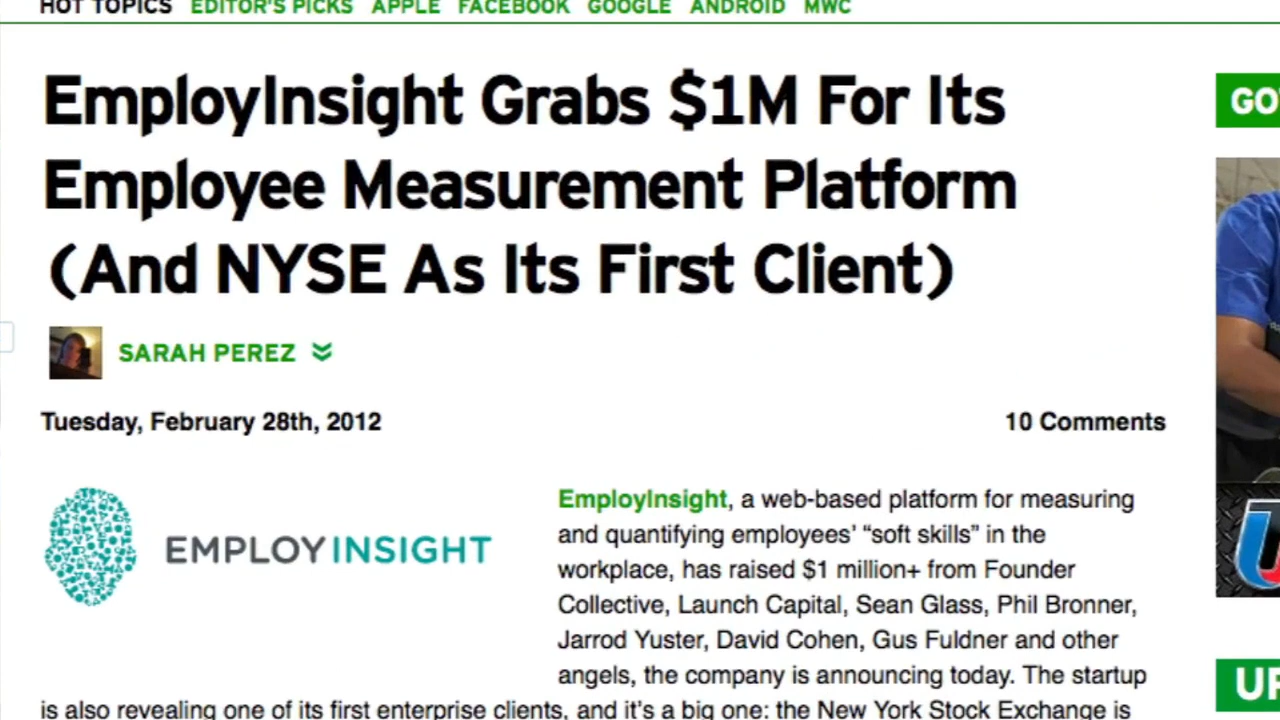 HOT TOPICS EDITOR'S PICKS APPLE FACEBOOK GOOGLE ANDROID MWC
EmployInsight Grabs $1M For Its
Employee Measurement Platform
(And NYSE As Its First Client)
SARAH PEREZ
Tuesday, February 28th, 2012 10 Comments
EMPLOYINSIGHT
EmployInsight, a web-based platform for measuring
and quantifying employees' “soft skills” in the
workplace, has raised $1 million+ from Founder
Collective, Launch Capital, Sean Glass, Phil Bronner,
Jarrod Yuster, David Cohen, Gus Fuldner and other
angels, the company is announcing today. The startup
is also revealing one of its first enterprise clients, and it's a big one: the New York Stock Exchange is
GO
UP